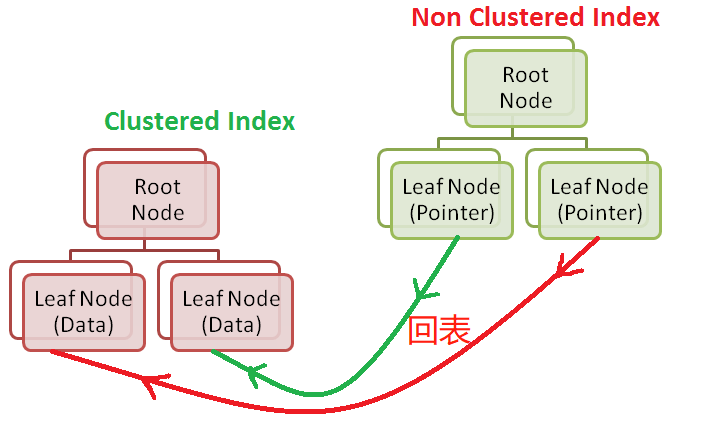 Non Clustered Index
Root
Node
Leaf Node
(Pointer)
Leaf Node
(Pointer)
Clustered Index
Root
Node
Leaf Node
(Data)
Leaf Node
(Data)
回表